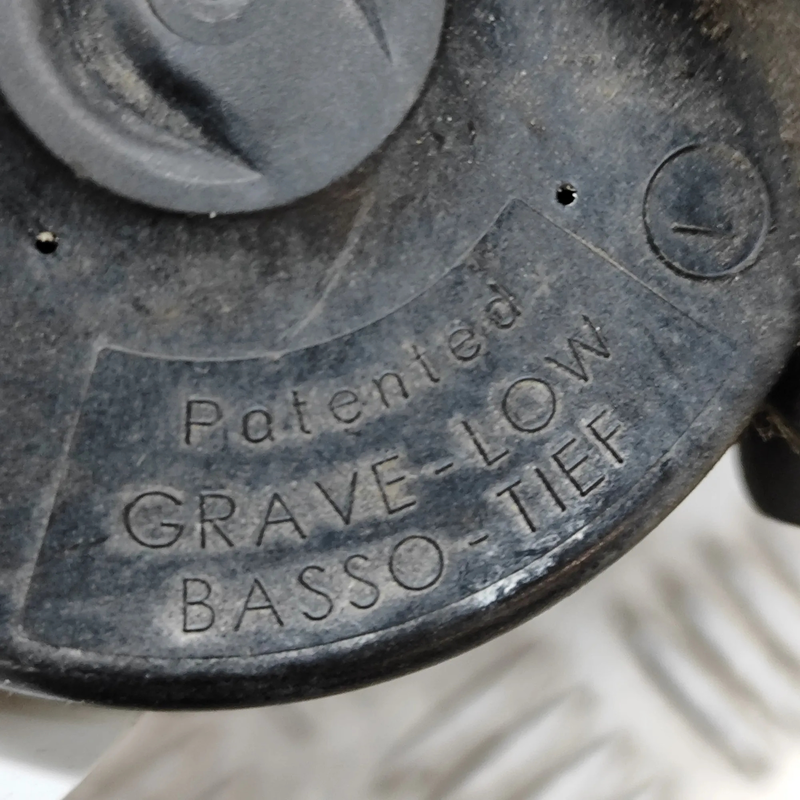 Patented
GRAVE-LOW
BASSO-TIEF